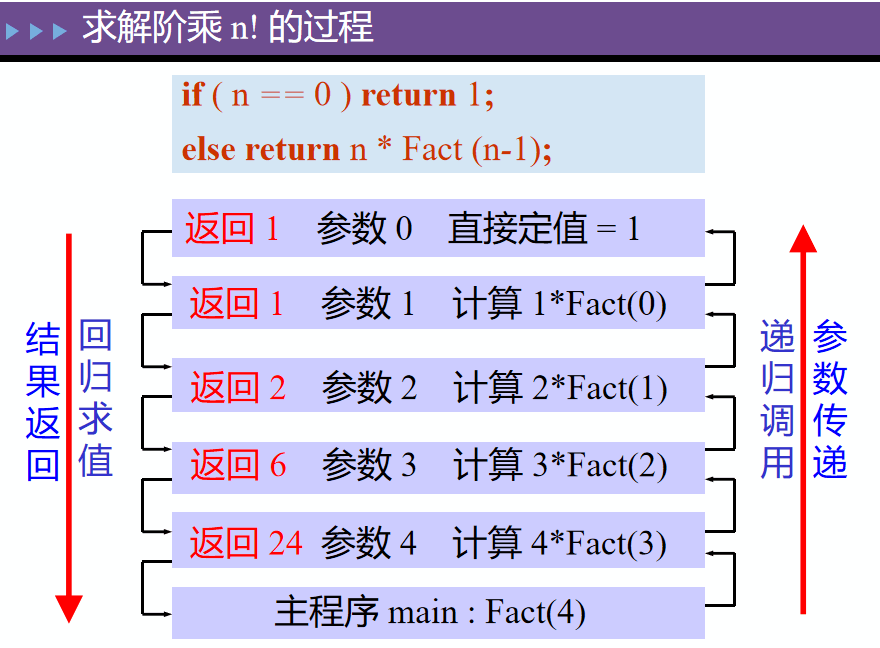 求解阶乘 n! 的过程
if ( n == 0 ) return 1;
else return n * Fact (n-1);
返回 1 参数 0 直接定值 = 1
返回 1 参数 1 计算 1*Fact(0)
返回 2 参数 2 计算 2*Fact(1)
返回 6 参数 3 计算 3*Fact(2)
返回 24 参数 4 计算 4*Fact(3)
主程序 main : Fact(4)
结果返回
回归求值
递归调用
参数传递